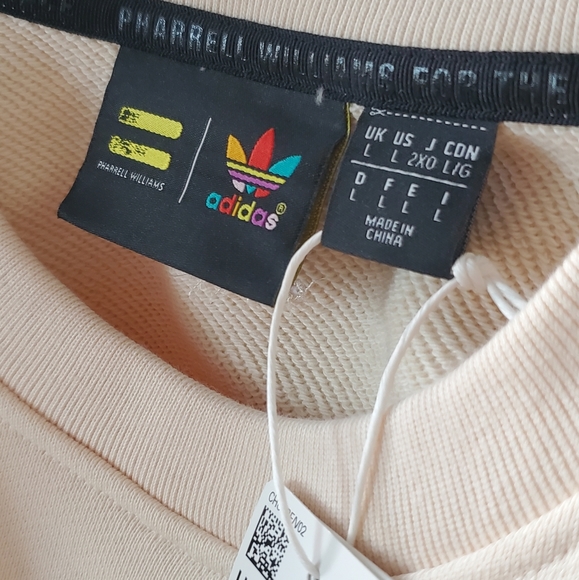 PHARRELL WILLIAMS FOR THE
PHARRELL WILLIAMS
adidas®
UK US J CDN
L L 2XO L/G
D F E I
L L L L
MADE IN
CHINA